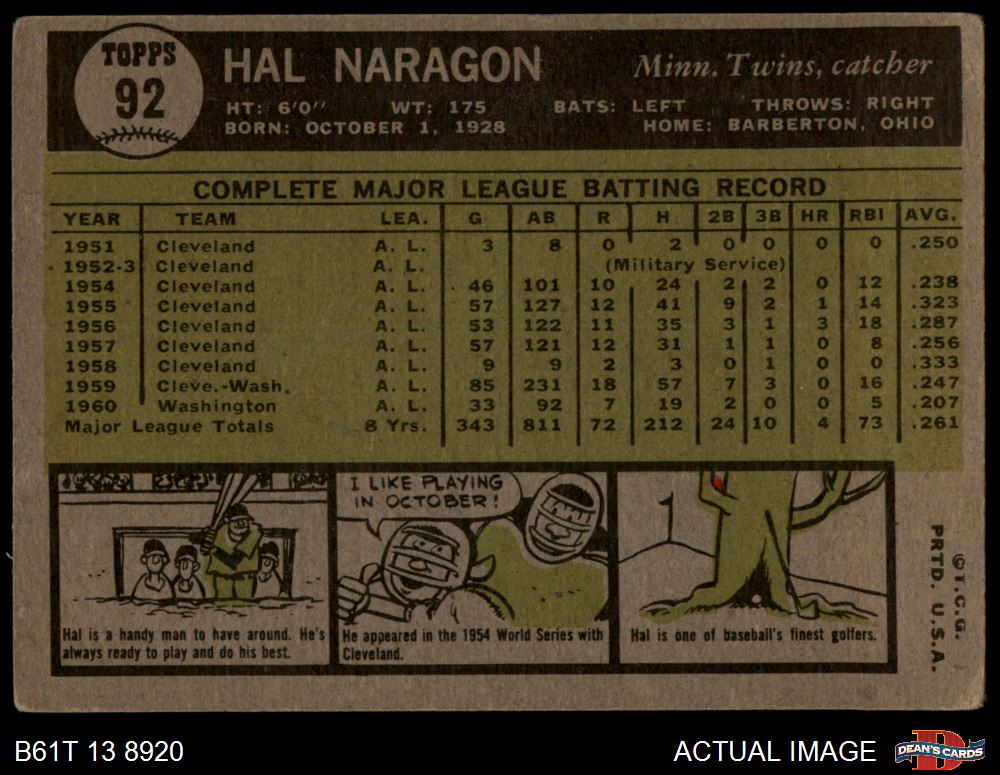 TOPPS
92
HAL NARAGON
Minn. Twins, catcher
HT: 6'0" WT: 175 BATS: LEFT THROWS: RIGHT
BORN: OCTOBER 1, 1928 HOME: BARBERTON, OHIO
COMPLETE MAJOR LEAGUE BATTING RECORD
YEAR TEAM LEA. G AB R H 2B 3B HR RBI AVG.
1951 Cleveland A. L. 3 8 0 2 0 0 0 0 .250
1952-3 Cleveland A. L. (Military Service)
1954 Cleveland A. L. 46 101 10 24 2 2 0 12 .238
1955 Cleveland A. L. 57 127 12 41 9 2 1 14 .323
1956 Cleveland A. L. 53 122 11 35 3 1 3 18 .287
1957 Cleveland A. L. 57 121 12 31 1 1 0 8 .256
1958 Cleveland A. L. 9 9 2 3 0 1 0 0 .333
1959 Cleve.-Wash. A. L. 85 231 18 57 7 3 0 16 .247
1960 Washington A. L. 33 92 7 19 2 0 0 5 .207
Major League Totals 8 Yrs. 343 811 72 212 24 10 4 73 .261
I LIKE PLAYING
IN OCTOBER!
Hal is a handy man to have around. He's
always ready to play and do his best.
He appeared in the 1954 World Series with
Cleveland.
Hal is one of baseball's finest golfers.
© T. C. G.
PRTD. U. S. A.
B61T 13 8920
ACTUAL IMAGE
DEAN'S CARDS